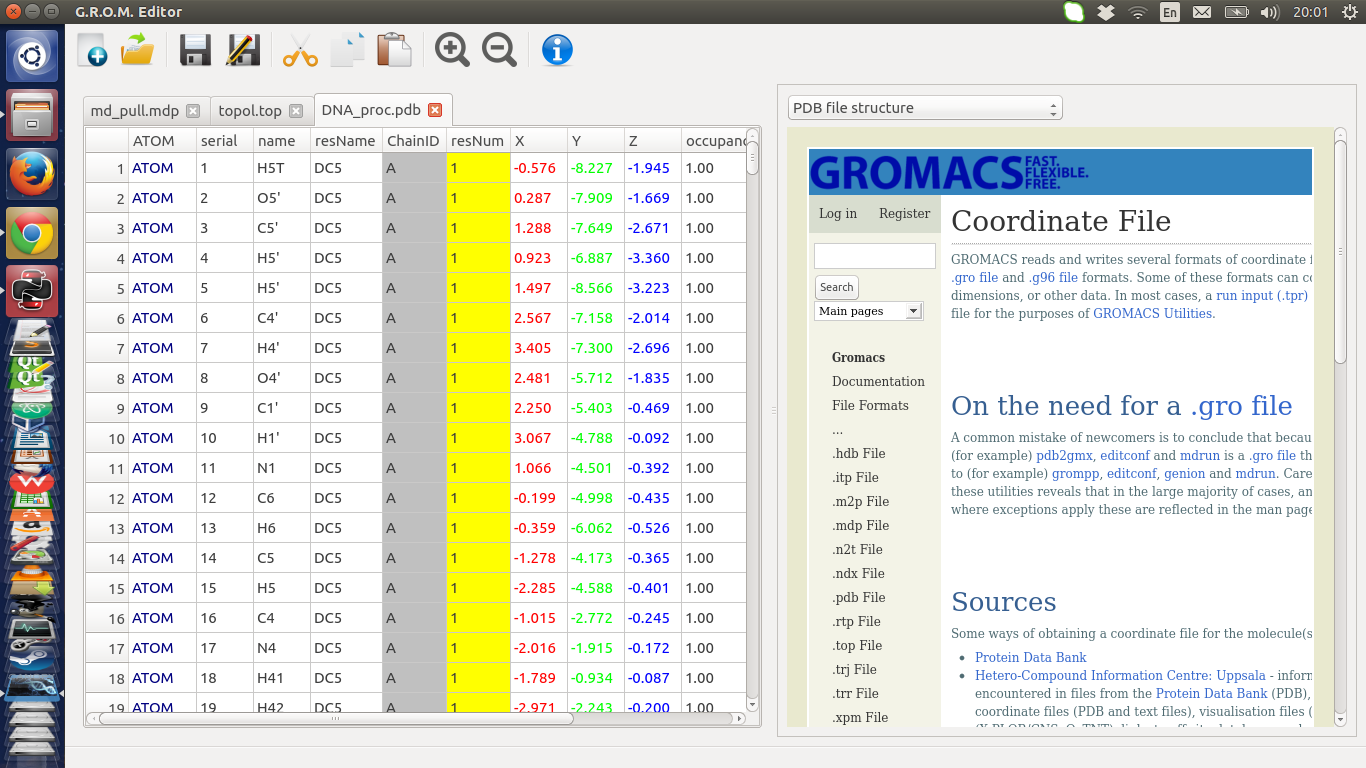 G.R.O.M. Editor
En
20:01
md_pull.mdp
topol.top
DNA_proc.pdb
ATOM serial name resName ChainID resNum X Y Z occupanc
1 ATOM 1 H5T DC5 A 1 -0.576 -8.227 -1.945 1.00
2 ATOM 2 O5' DC5 A 1 0.287 -7.909 -1.669 1.00
3 ATOM 3 C5' DC5 A 1 1.288 -7.649 -2.671 1.00
4 ATOM 4 H5' DC5 A 1 0.923 -6.887 -3.360 1.00
5 ATOM 5 H5' DC5 A 1 1.497 -8.566 -3.223 1.00
6 ATOM 6 C4' DC5 A 1 2.567 -7.158 -2.014 1.00
7 ATOM 7 H4' DC5 A 1 3.405 -7.300 -2.696 1.00
8 ATOM 8 O4' DC5 A 1 2.481 -5.712 -1.835 1.00
9 ATOM 9 C1' DC5 A 1 2.250 -5.403 -0.469 1.00
10 ATOM 10 H1' DC5 A 1 3.067 -4.788 -0.092 1.00
11 ATOM 11 N1 DC5 A 1 1.066 -4.501 -0.392 1.00
12 ATOM 12 C6 DC5 A 1 -0.199 -4.998 -0.435 1.00
13 ATOM 13 H6 DC5 A 1 -0.359 -6.062 -0.526 1.00
14 ATOM 14 C5 DC5 A 1 -1.278 -4.173 -0.365 1.00
15 ATOM 15 H5 DC5 A 1 -2.285 -4.588 -0.401 1.00
16 ATOM 16 C4 DC5 A 1 -1.015 -2.772 -0.245 1.00
17 ATOM 17 N4 DC5 A 1 -2.016 -1.915 -0.172 1.00
18 ATOM 18 H41 DC5 A 1 -1.789 -0.934 -0.087 1.00
19 ATOM 19 H42 DC5 A 1 -2.971 -2.243 -0.200 1.00
PDB file structure
GROMACS FAST.
FLEXIBLE.
FREE.
Log in Register
Search
Main pages
Gromacs
Documentation
File Formats
...
.hdb File
.itp File
.m2p File
.mdp File
.n2t File
.ndx File
.pdb File
.rtp File
.top File
.trj File
.trr File
.xpm File
Coordinate File
GROMACS reads and writes several formats of coordinate f
.gro file and .g96 file formats. Some of these formats can co
dimensions, or other data. In most cases, a run input (.tpr)
file for the purposes of GROMACS Utilities.
On the need for a .gro file
A common mistake of newcomers is to conclude that becau
(for example) pdb2gmx, editconf and mdrun is a .gro file th
to (for example) grompp, editconf, genion and mdrun. Care
these utilities reveals that in the large majority of cases, an
where exceptions apply these are reflected in the man page
Sources
Some ways of obtaining a coordinate file for the molecule(s
Protein Data Bank
Hetero-Compound Information Centre: Uppsala - inforr
encountered in files from the Protein Data Bank (PDB),
coordinate files (PDB and text files), visualisation files (